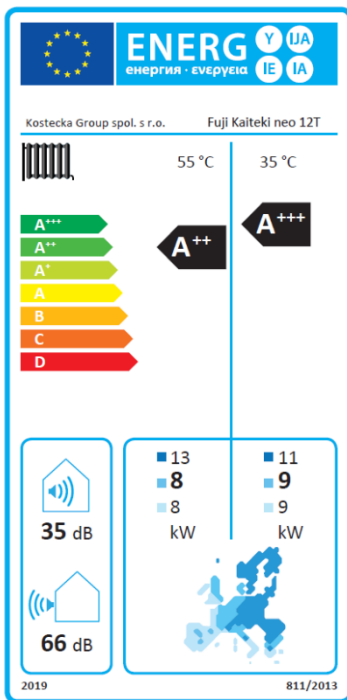 ENERG Y IJA
енергия · ενεργεια IE IA
Kostecka Group spol. s r.o. Fuji Kaiteki neo 12T
55 °C 35 °C
A+++
A++
A+
A
B
C
D
A++
A+++
35 dB
66 dB
13
8
8
kW
11
9
9
kW
2019 811/2013